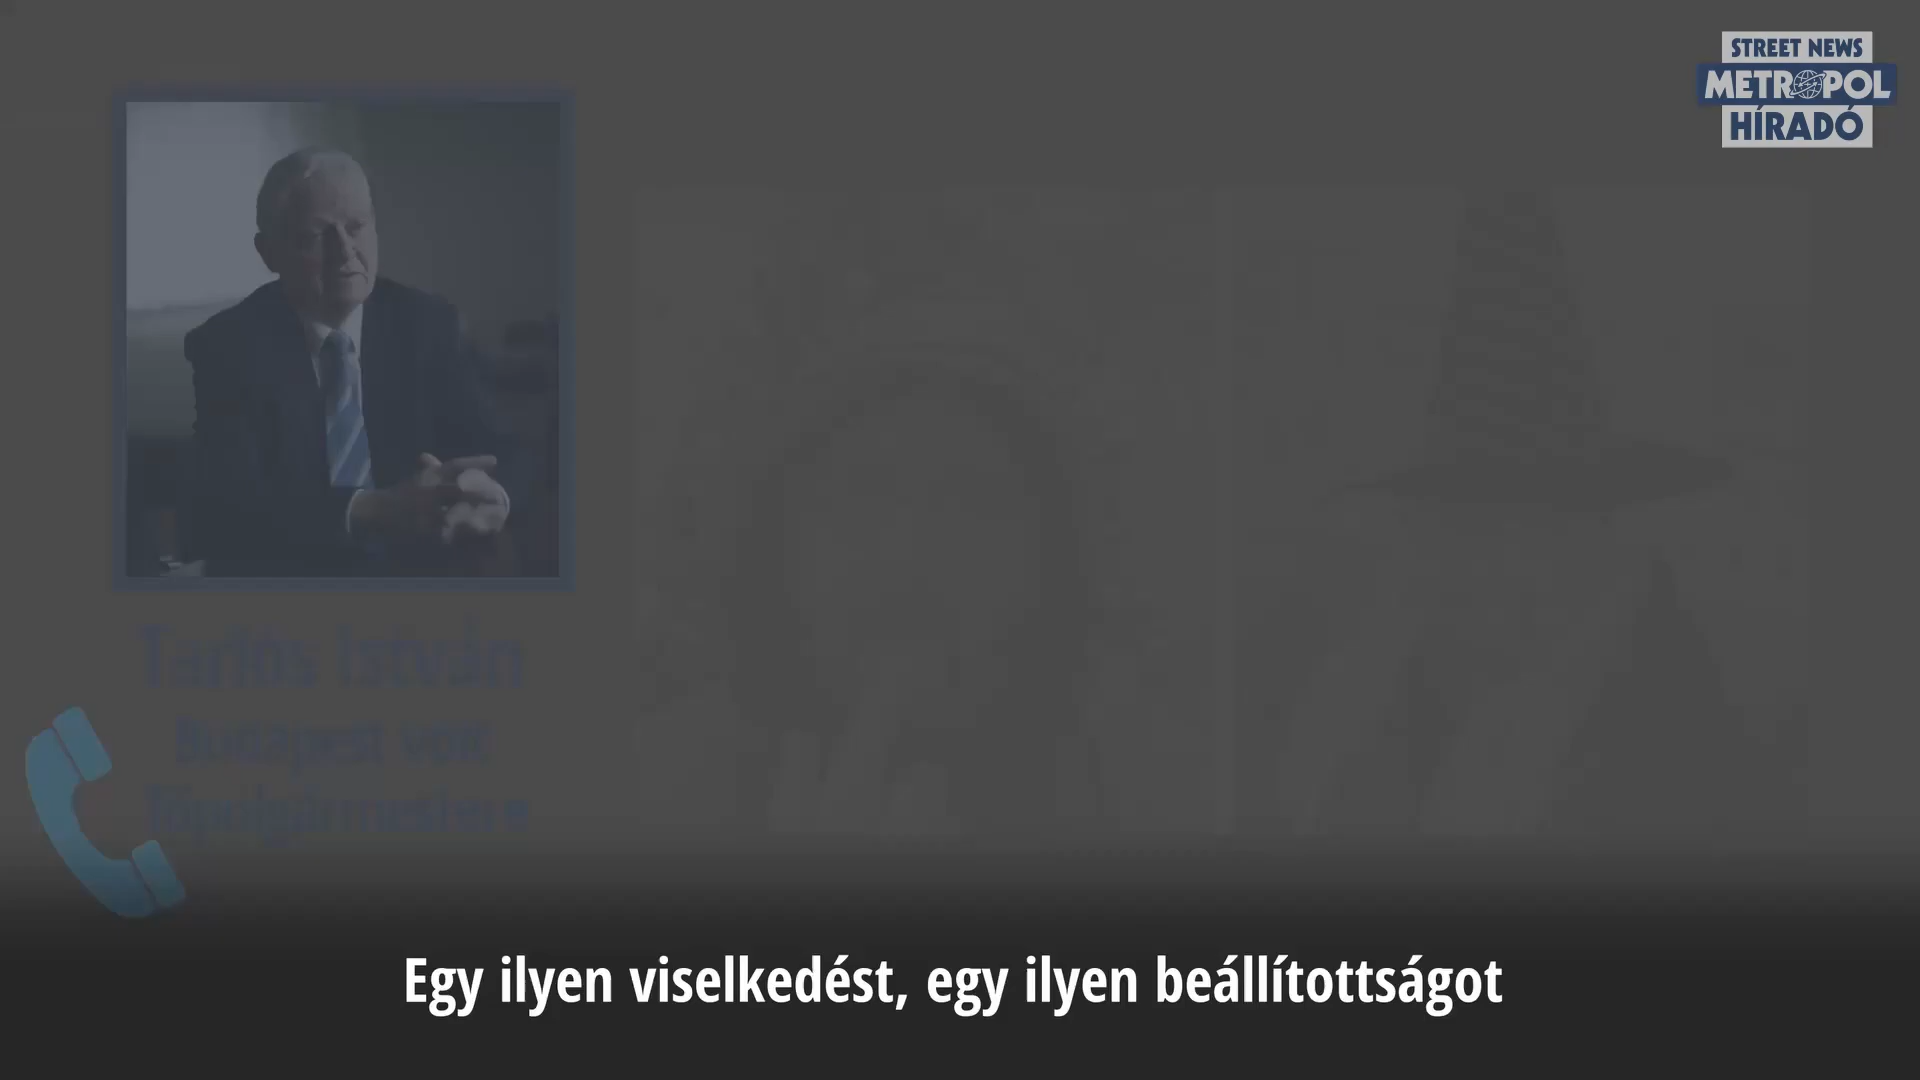 STREET NEWS
METROPOL
HÍRADÓ
Tarlós István
Budapest volt
főpolgármestere
Egy ilyen viselkedést, egy ilyen beállítottságot